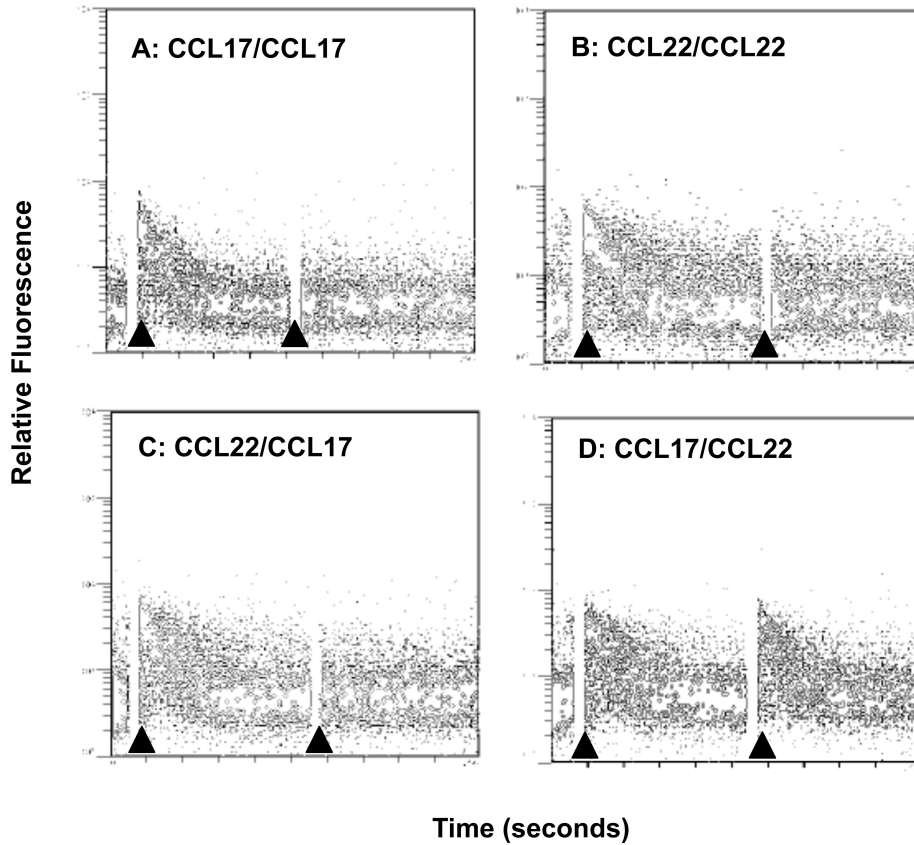 A: CCL17/CCL17
B: CCL22/CCL22
Relative Fluorescence
C: CCL22/CCL17
D: CCL17/CCL22
Time (seconds)